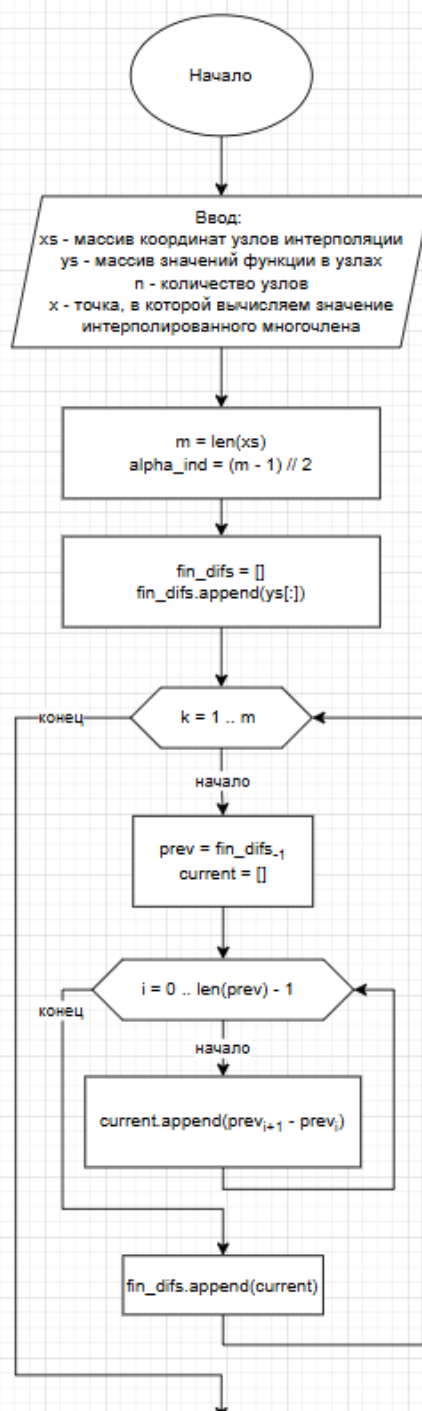 Начало
Ввод:
xs - массив координат узлов интерполяции
ys - массив значений функции в узлах
n - количество узлов
x - точка, в которой вычисляем значение
интерполированного многочлена
m = len(xs)
alpha_ind = (m - 1) // 2
fin_difs = []
fin_difs.append(ys[:])
конец
k = 1 .. m
начало
prev = fin_difs₋₁
current = []
i = 0 .. len(prev) - 1
конец
начало
current.append(prevᵢ₊₁ - prevᵢ)
fin_difs.append(current)